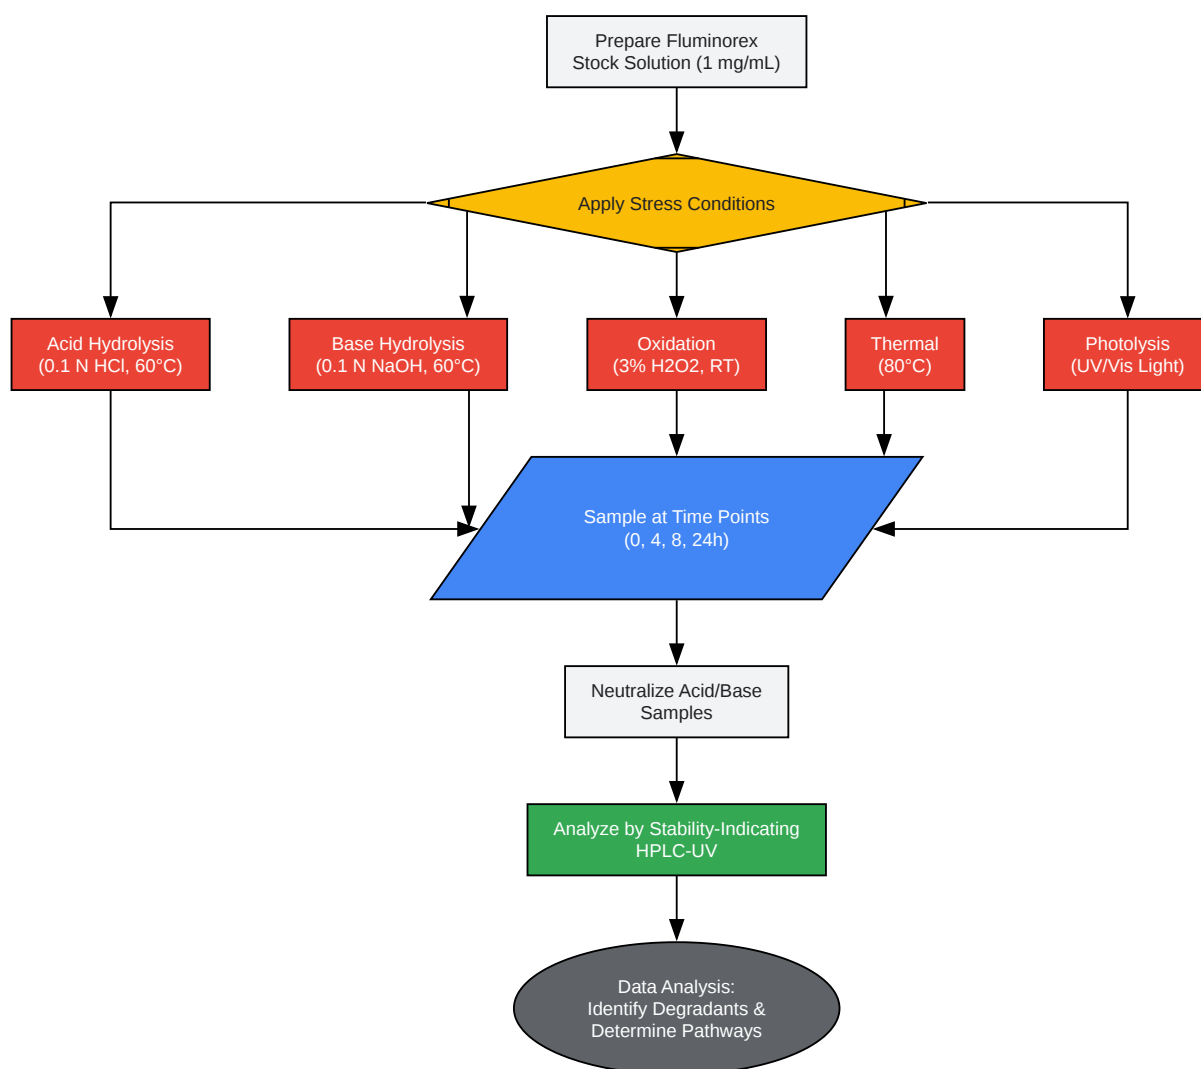 Prepare Fluminorex
Stock Solution (1 mg/mL)
Apply Stress Conditions
Acid Hydrolysis
(0.1 N HCl, 60°C)
Base Hydrolysis
(0.1 N NaOH, 60°C)
Oxidation
(3% H2O2, RT)
Thermal
(80°C)
Photolysis
(UV/Vis Light)
Sample at Time Points
(0, 4, 8, 24h)
Neutralize Acid/Base
Samples
Analyze by Stability-Indicating
HPLC-UV
Data Analysis:
Identify Degradants &
Determine Pathways